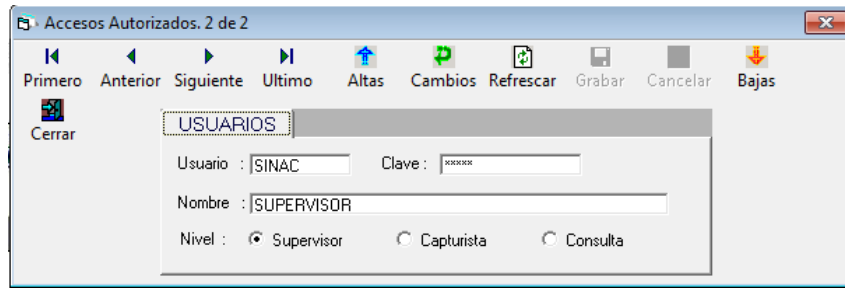 Accesos Autorizados. 2 de 2
Primero Anterior Siguiente Ultimo Altas Cambios Refrescar Grabar Cancelar Bajas
Cerrar
USUARIOS
Usuario : SINAC Clave : *****
Nombre : SUPERVISOR
Nivel : Supervisor Capturista Consulta